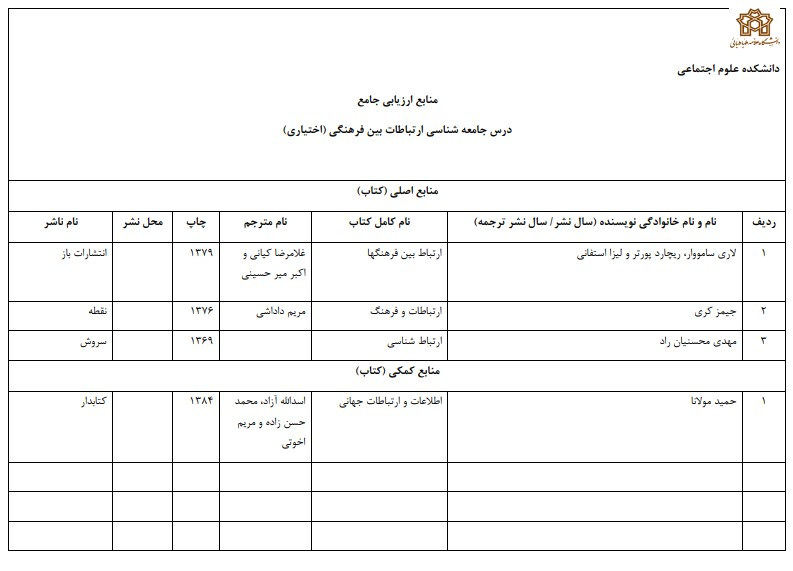 دانشگاه علامه طباطبائی
دانشکده علوم اجتماعی
منابع ارزیابی جامع
درس جامعه شناسی ارتباطات بین فرهنگی (اختیاری)
منابع اصلی (کتاب)
ردیف نام و نام خانوادگی نویسنده (سال نشر/ سال نشر ترجمه) نام کامل کتاب نام مترجم چاپ محل نشر نام ناشر
۱ لاری سامووار، ریچارد پورتر و لیزا استفانی ارتباط بین فرهنگها غلامرضا کیانی و ۱۳۷۹ انتشارات باز
اکبر میر حسینی
۲ جیمز کری ارتباطات و فرهنگ مریم داداشی ۱۳۷۶ نقطه
۳ مهدی محسنیان راد ارتباط شناسی ۱۳۶۹ سروش
منابع کمکی (کتاب)
۱ حمید مولانا اطلاعات و ارتباطات جهانی اسدالله آزاد، محمد ۱۳۸۴ کتابدار
حسن زاده و مریم
اخوتی